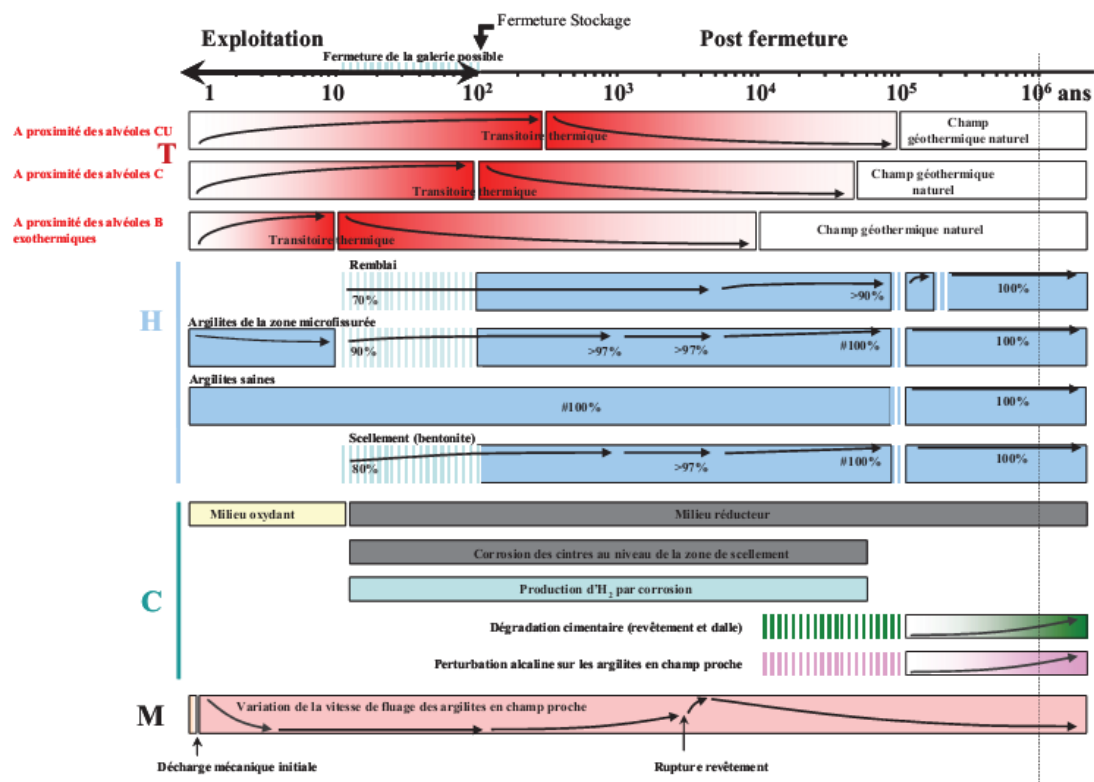 Fermeture Stockage
Exploitation
Post fermeture
Fermeture de la galerie possible
1 10 10² 10³ 10⁴ 10⁵ 10⁶ ans
A proximité des alvéoles CU
T
Transitoire thermique
Champ
géothermique naturel
A proximité des alvéoles C
Transitoire thermique
Champ géothermique
naturel
A proximité des alvéoles B
exothermiques
Transitoire thermique
Champ géothermique naturel
H
Remblai
70%
>90%
100%
Argilites de la zone microfissurée
90%
>97%
>97%
#100%
100%
Argilites saines
#100%
100%
Scellement (bentonite)
80%
>97%
#100%
100%
C
Milieu oxydant
Milieu réducteur
Corrosion des cintres au niveau de la zone de scellement
Production d'H₂ par corrosion
Dégradation cimentaire (revêtement et dalle)
Perturbation alcaline sur les argilites en champ proche
M
Variation de la vitesse de fluage des argilites en champ proche
Décharge mécanique initiale
Rupture revêtement